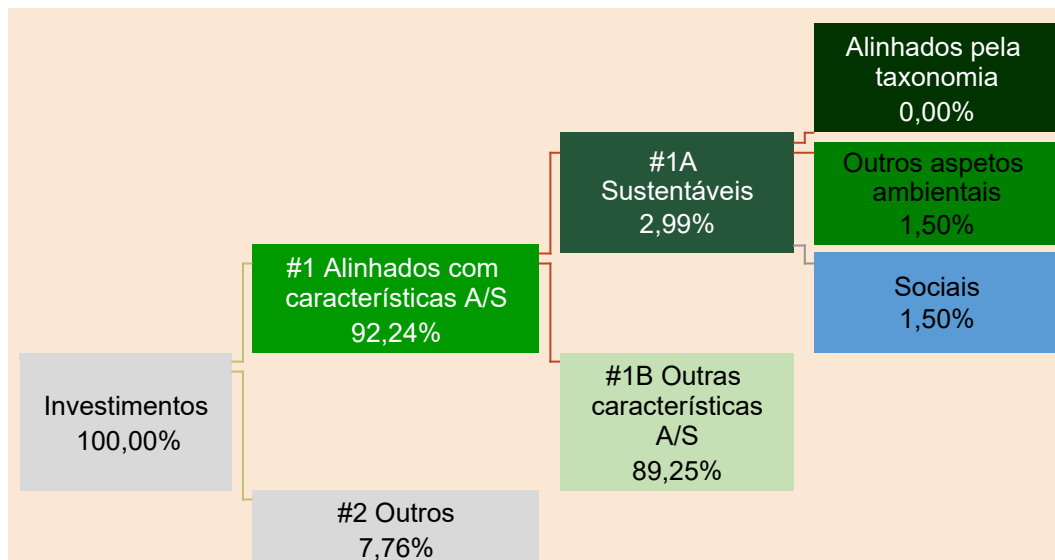 Alinhados pela
taxonomia
0,00%
#1A
Sustentáveis
2,99%
Outros aspetos
ambientais
1,50%
#1 Alinhados com
características A/S
92,24%
Sociais
1,50%
Investimentos
100,00%
#1B Outras
características
A/S
89,25%
#2 Outros
7,76%